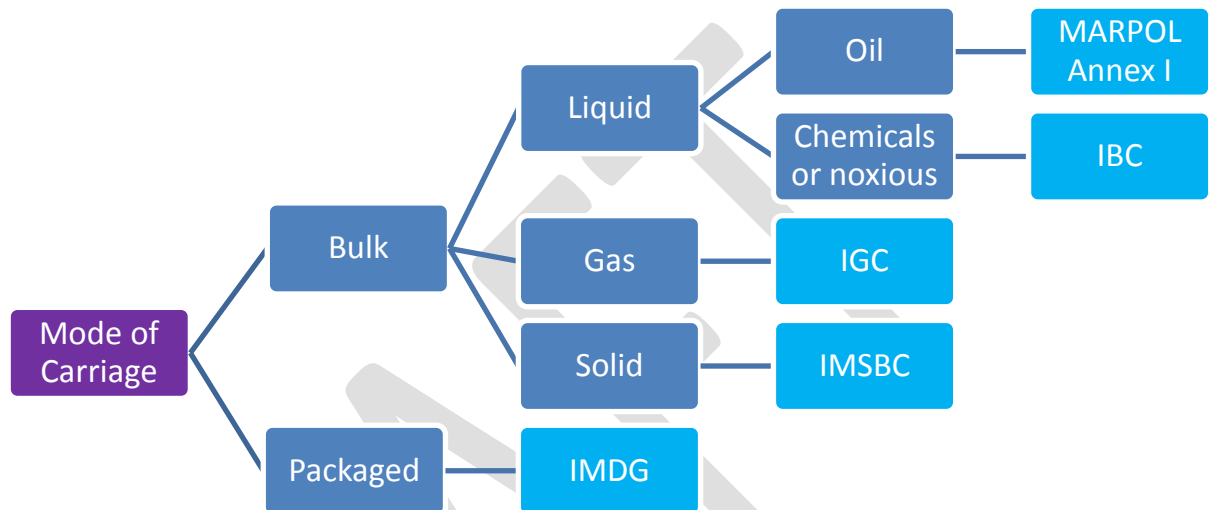 Oil
MARPOL
Annex I
Liquid
Chemicals
or noxious
IBC
Bulk
Gas
IGC
Mode of
Carriage
Solid
IMSBC
Packaged
IMDG